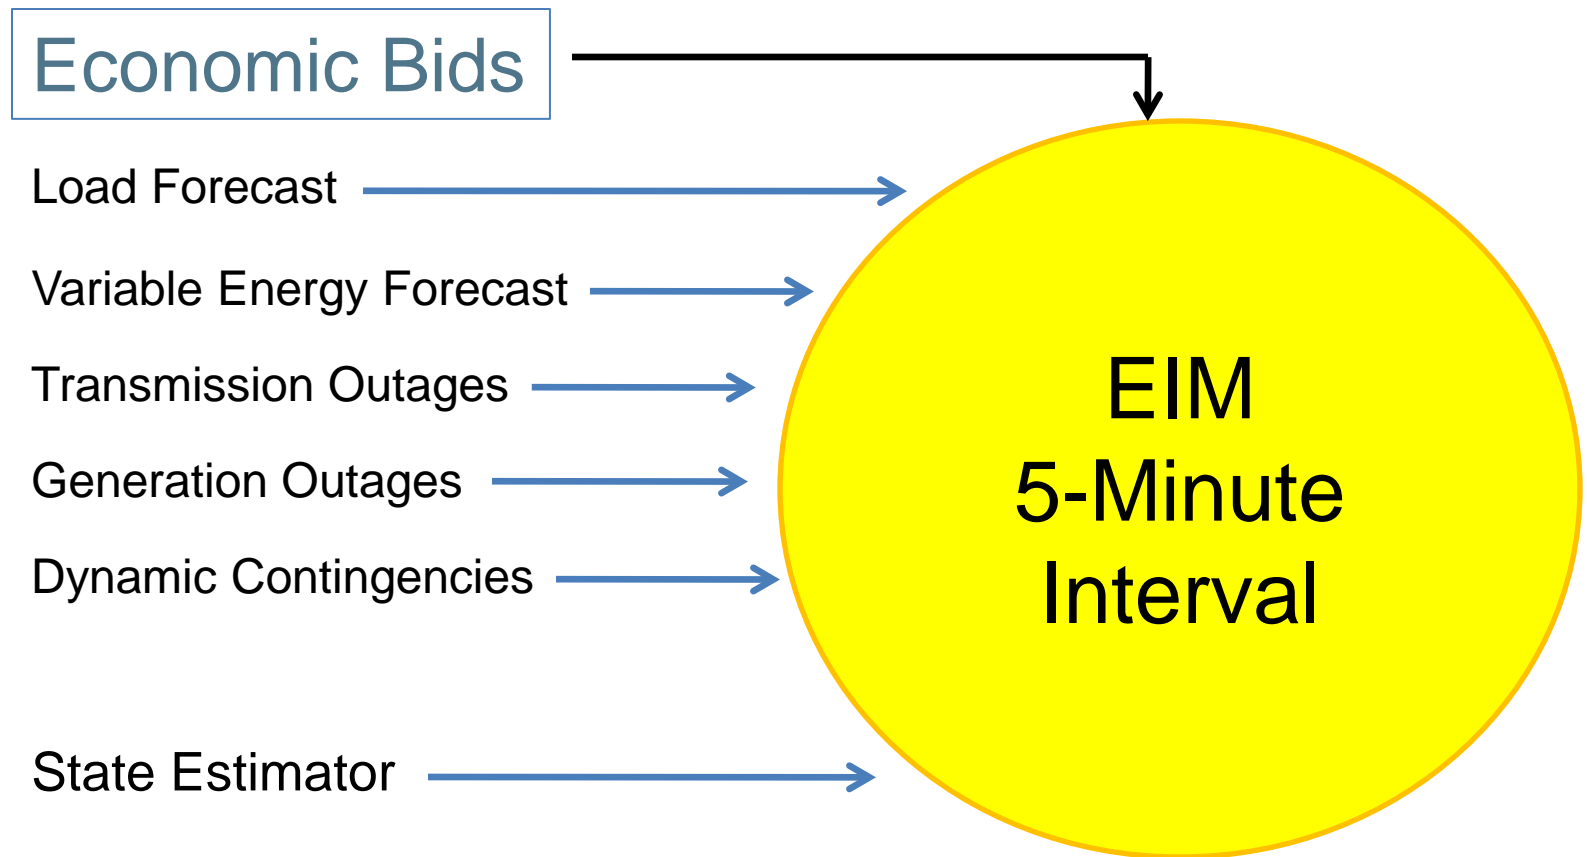 Economic Bids
Load Forecast
Variable Energy Forecast
Transmission Outages
Generation Outages
Dynamic Contingencies
State Estimator
EIM
5-Minute
Interval